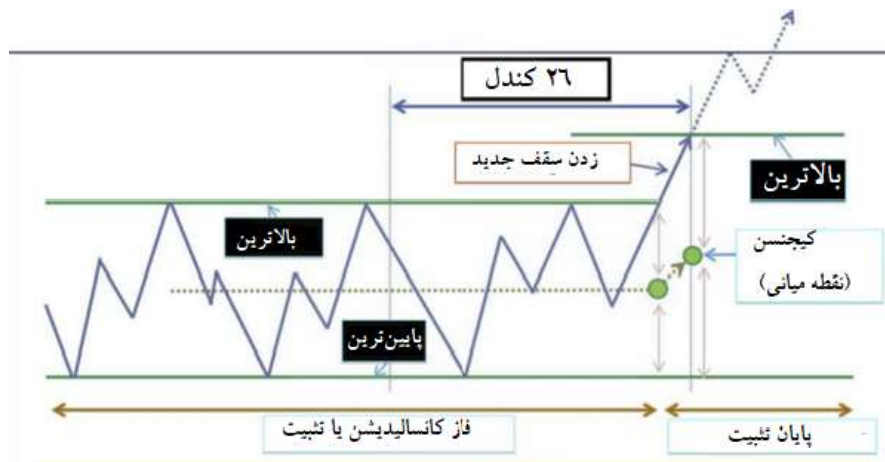 ۲۶ کندل
زدن سقف جدید
بالاترین
بالاترین
کیجنسن
(نقطه میانی)
پایین‌ترین
فاز کانسالیدیشن یا تثبیت
پایان تثبیت